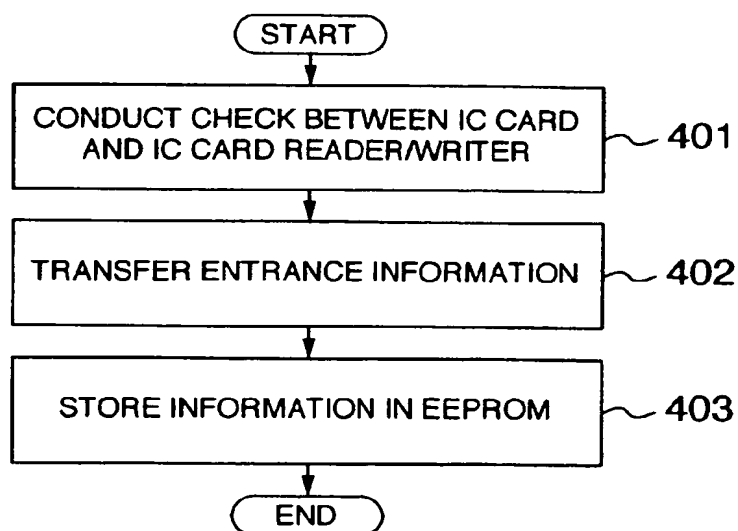 START
CONDUCT CHECK BETWEEN IC CARD
AND IC CARD READER/WRITER
401
TRANSFER ENTRANCE INFORMATION
402
STORE INFORMATION IN EEPROM
403
END